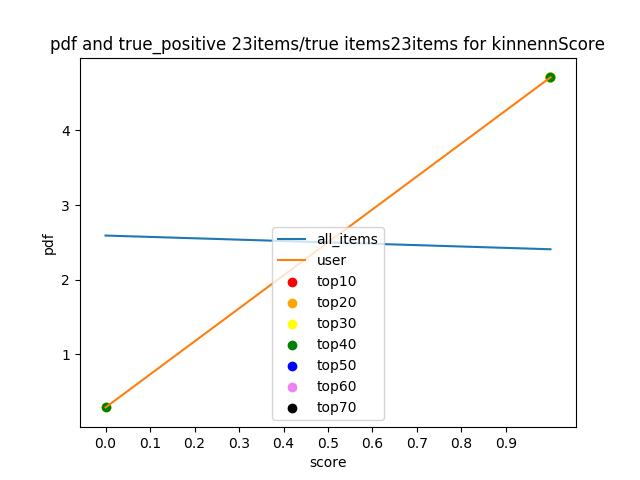 pdf and true_positive 23items/true items23items for kinnennScore
pdf
4
3
2
1
all_items
user
top10
top20
top30
top40
top50
top60
top70
0.0 0.1 0.2 0.3 0.4 0.5 0.6 0.7 0.8 0.9
score